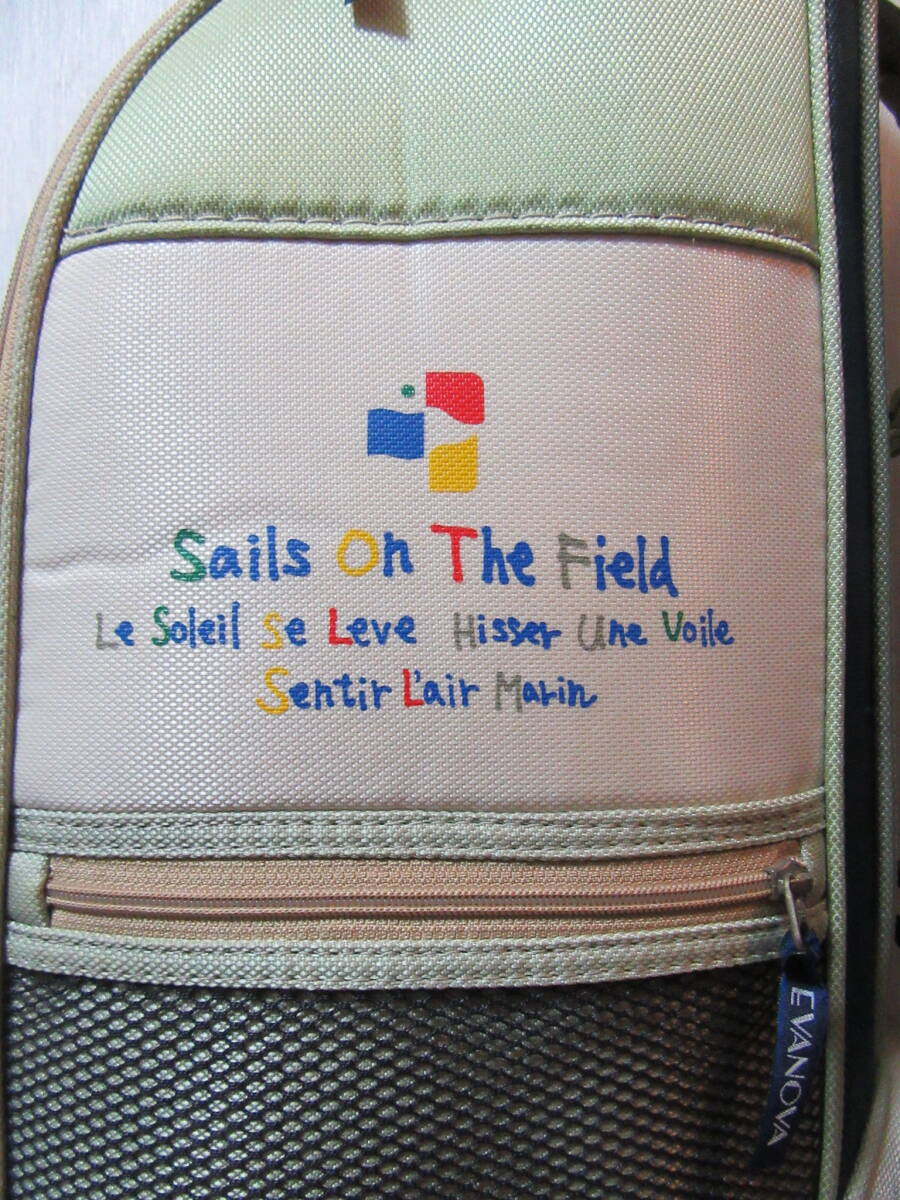 Sails On The Field
Le Soleil Se Leve Hisser Une Voile
Sentir L'air Marin
EVANOVA